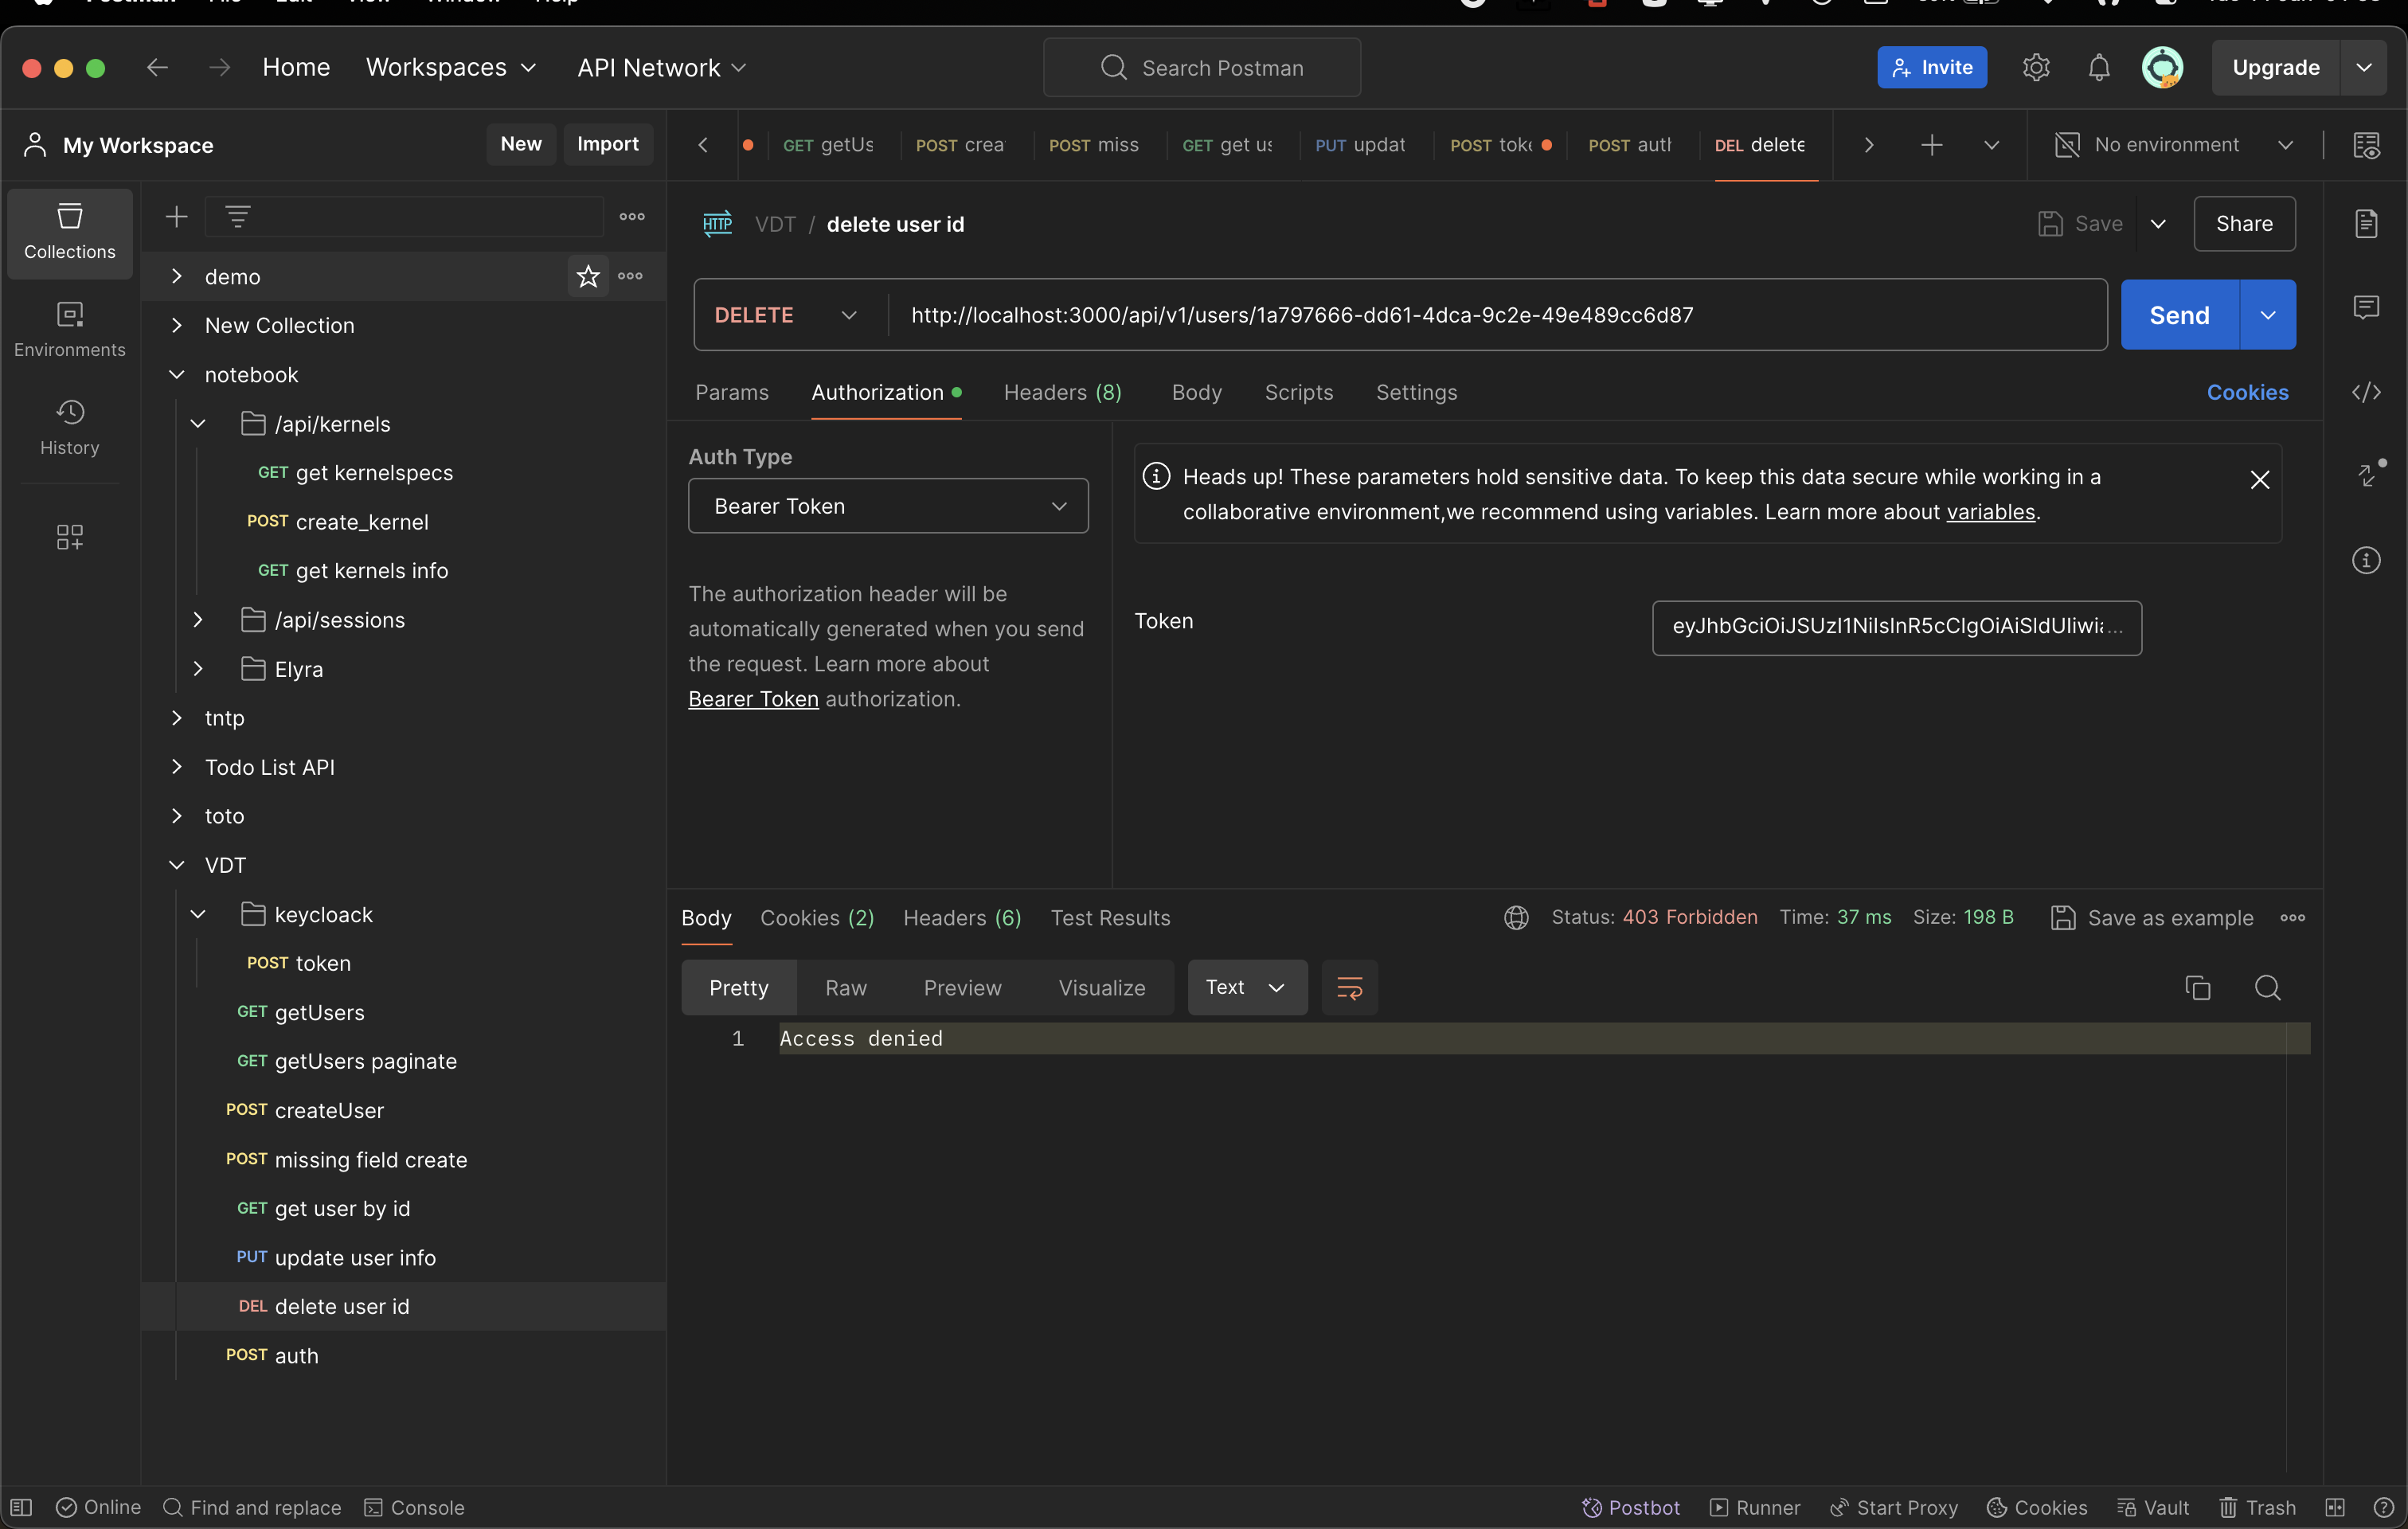 Home
Workspaces
API Network
Search Postman
Invite
Upgrade
My Workspace
New
Import
GET getUs
POST crea
POST miss
GET get us
PUT updat
POST toke
POST auth
DEL delete
No environment
Collections
Environments
History
demo
New Collection
notebook
/api/kernels
GET get kernelspecs
POST create_kernel
GET get kernels info
/api/sessions
Elyra
tntp
Todo List API
toto
VDT
keycloack
POST token
GET getUsers
GET getUsers paginate
POST createUser
POST missing field create
GET get user by id
PUT update user info
DEL delete user id
POST auth
HTTP VDT / delete user id
Save
Share
DELETE
http://localhost:3000/api/v1/users/1a797666-dd61-4dca-9c2e-49e489cc6d87
Send
Params
Authorization
Headers (8)
Body
Scripts
Settings
Cookies
Auth Type
Bearer Token
The authorization header will be
automatically generated when you send
the request. Learn more about
Bearer Token authorization.
Heads up! These parameters hold sensitive data. To keep this data secure while working in a
collaborative environment,we recommend using variables. Learn more about variables.
Token
Body
Cookies (2)
Headers (6)
Test Results
Status: 403 Forbidden
Time: 37 ms
Size: 198 B
Save as example
Pretty
Raw
Preview
Visualize
Text
1
Access denied
Online
Find and replace
Console
Postbot
Runner
Start Proxy
Cookies
Vault
Trash